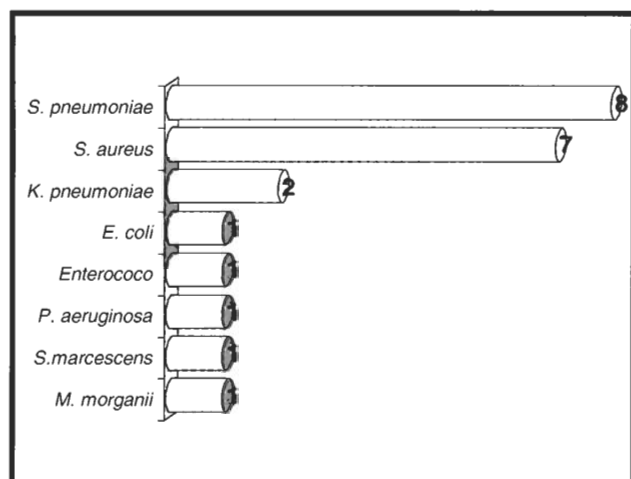 S. pneumoniae 8
S. aureus 7
K. pneumoniae 2
E. coli 1
Enterococo 1
P. aeruginosa 1
S.marcescens 1
M. morganii 1